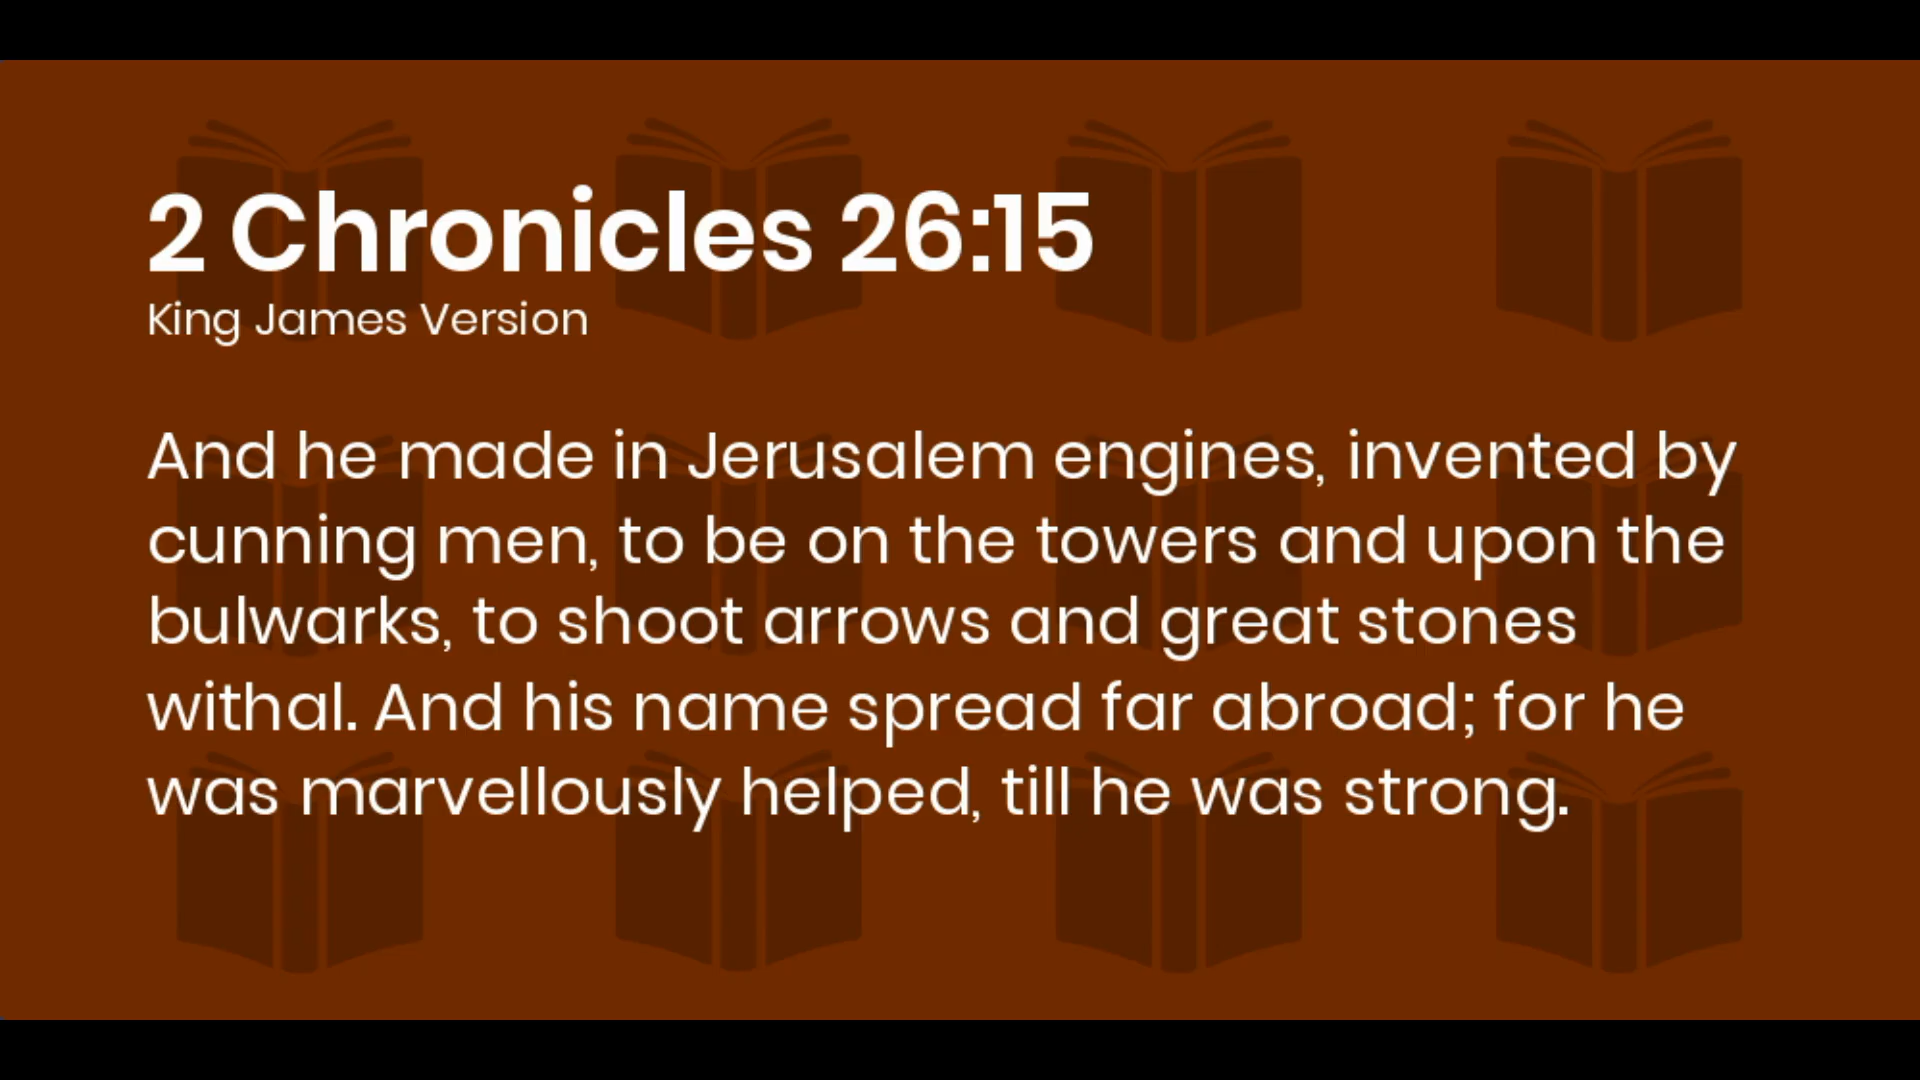 2 Chronicles 26:15
King James Version
And he made in Jerusalem engines, invented by
cunning men, to be on the towers and upon the
bulwarks, to shoot arrows and great stones
withal. And his name spread far abroad; for he
was marvellously helped, till he was strong.